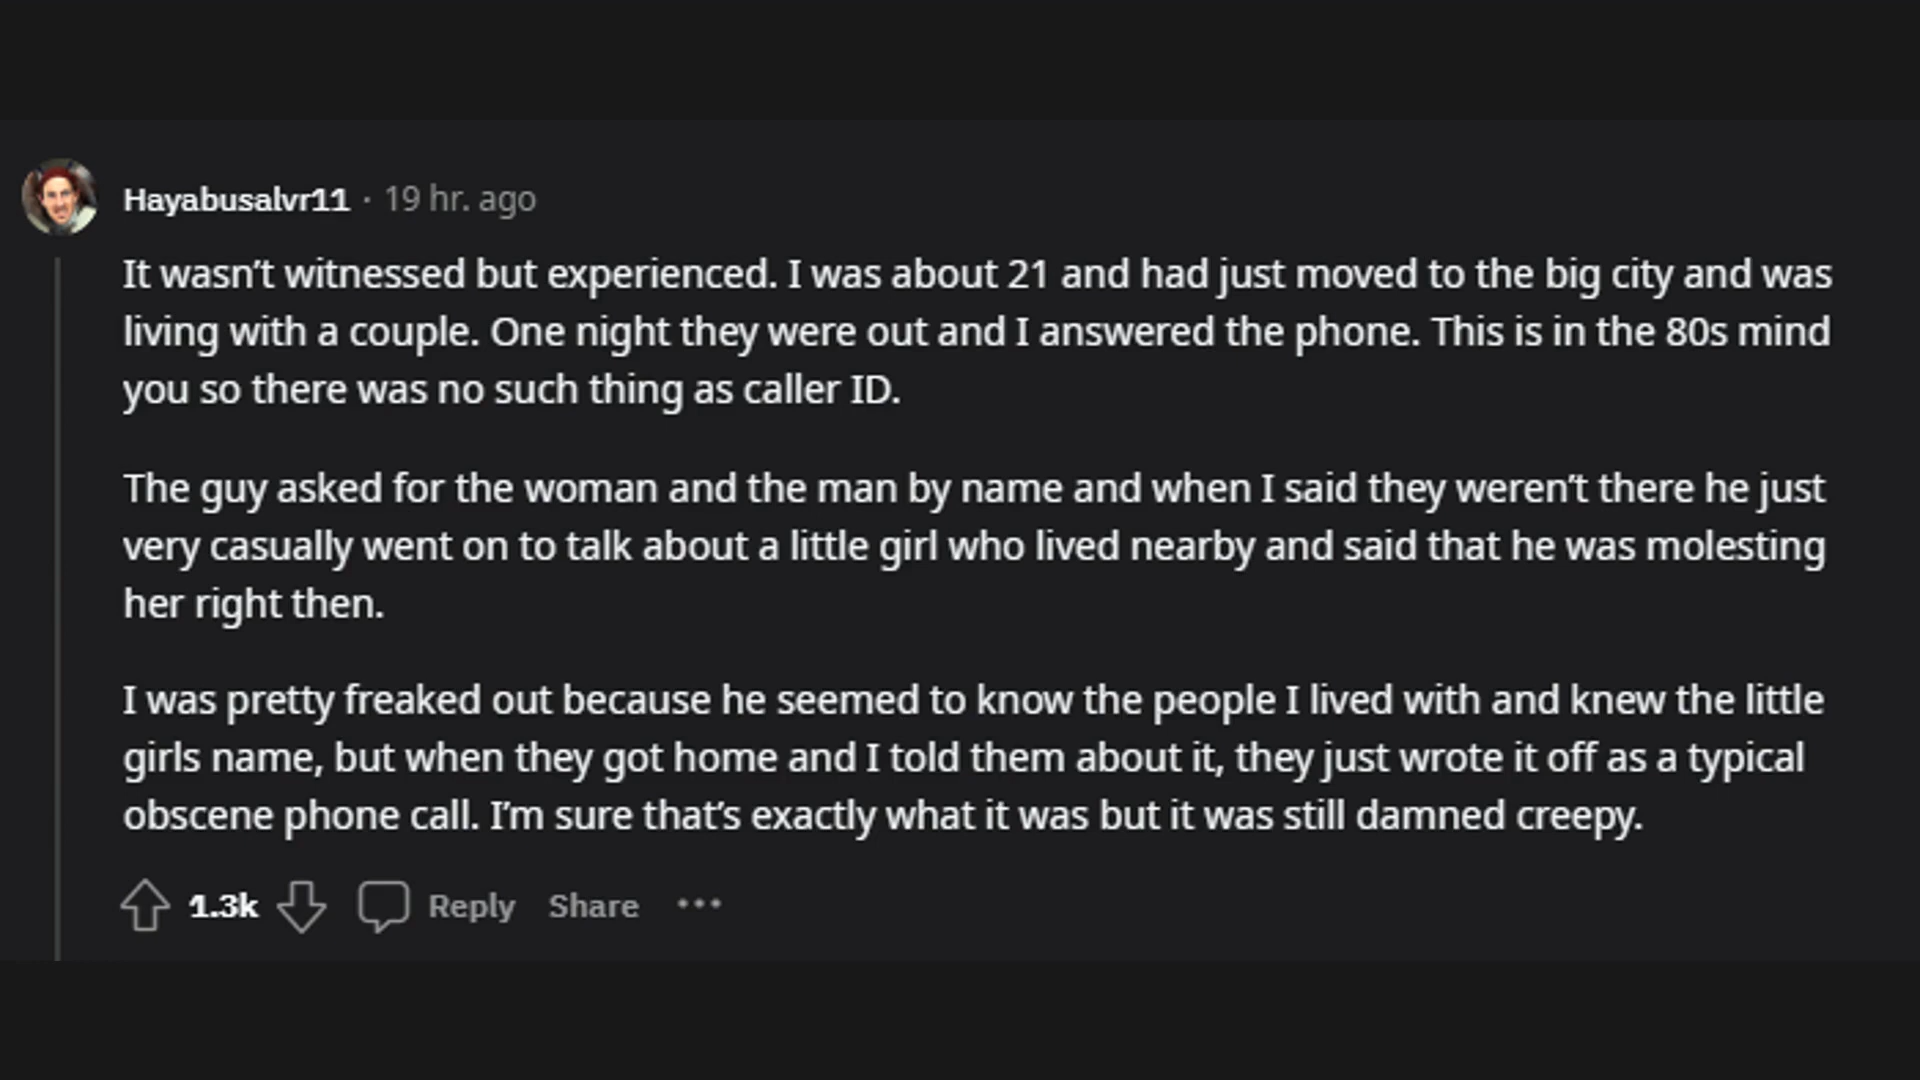 Hayabusalvr11 · 19 hr. ago
It wasn't witnessed but experienced. I was about 21 and had just moved to the big city and was
living with a couple. One night they were out and I answered the phone. This is in the 80s mind
you so there was no such thing as caller ID.
The guy asked for the woman and the man by name and when I said they weren't there he just
very casually went on to talk about a little girl who lived nearby and said that he was molesting
her right then.
I was pretty freaked out because he seemed to know the people I lived with and knew the little
girls name, but when they got home and I told them about it, they just wrote it off as a typical
obscene phone call. I'm sure that's exactly what it was but it was still damned creepy.
1.3k Reply Share ···